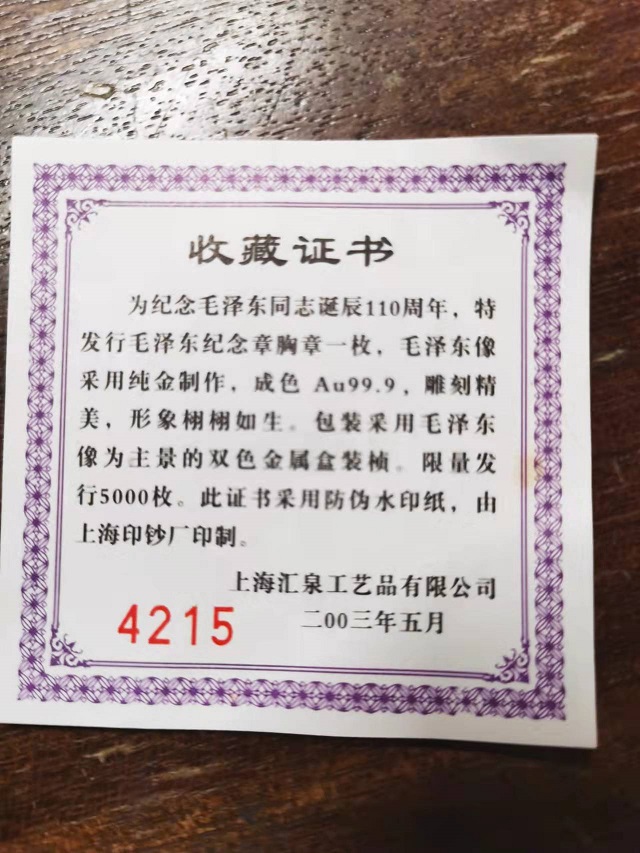 收藏证书
为纪念毛泽东同志诞辰110周年，特
发行毛泽东纪念章胸章一枚，毛泽东像
采用纯金制作，成色 Au99.9，雕刻精
美，形象栩栩如生。包装采用毛泽东
像为主景的双色金属盒装桢。限量发
行5000枚。此证书采用防伪水印纸，由
上海印钞厂印制。
上海汇泉工艺品有限公司
4215
二00三年五月